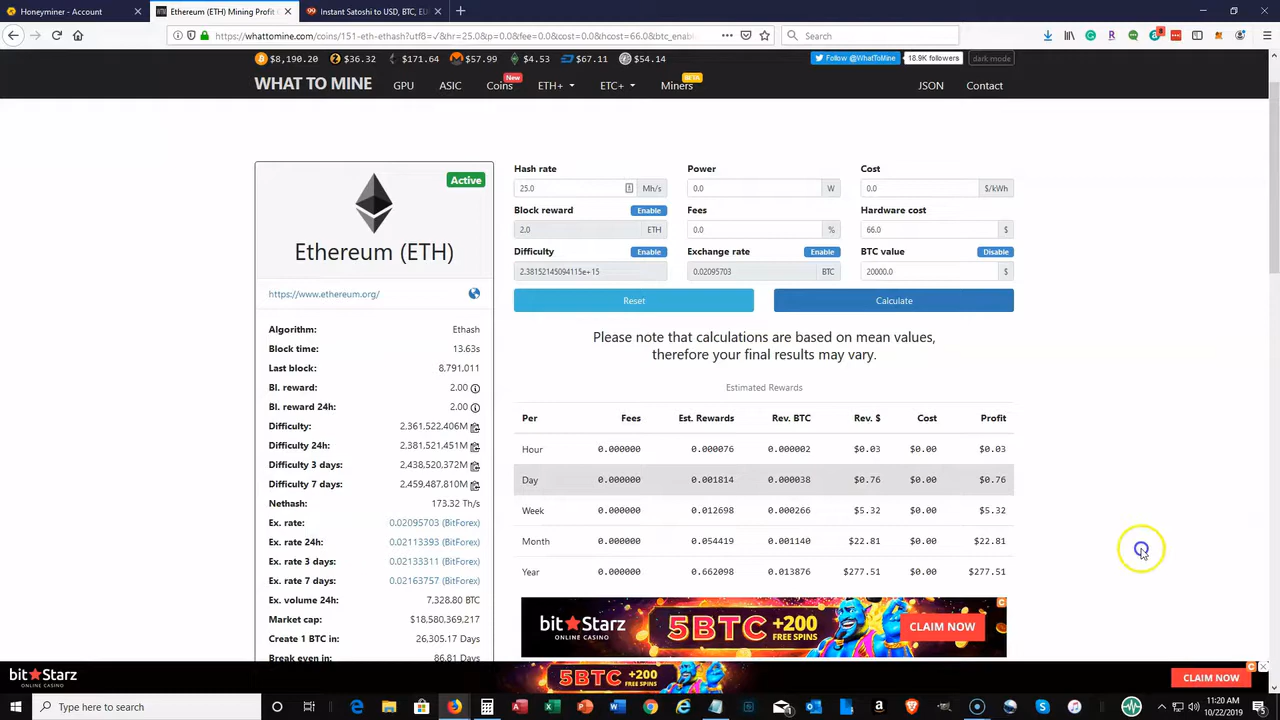 Honeyminer - Account
Ethereum (ETH) Mining Profit C
Instant Satoshi to USD, BTC, EU
https://www.whattomine.com/coins/151-eth-ethash?utf8=✓&hr=25.0&p=0.0&fee=0.0&cost=0.0&hcost=66.0&btc_enab
Search
$8,190.20 $36.32 $171.64 $57.99 $4.53 $67.11 $54.14
Follow @WhatToMine
18.9K followers
dark mode
WHAT TO MINE
GPU
ASIC
Coins
New
ETH+
ETC+
Miners
BETA
JSON
Contact
Active
Ethereum (ETH)
https://www.ethereum.org/
Algorithm: Ethash
Block time: 13.63s
Last block: 8,791,011
Bl. reward: 2.00
Bl. reward 24h: 2.00
Difficulty: 2,361,522,406M
Difficulty 24h: 2,381,521,451M
Difficulty 3 days: 2,438,520,372M
Difficulty 7 days: 2,459,487,810M
Nethash: 173.32 Th/s
Ex. rate: 0.02095703 (BitForex)
Ex. rate 24h: 0.02113393 (BitForex)
Ex. rate 3 days: 0.02133311 (BitForex)
Ex. rate 7 days: 0.02163757 (BitForex)
Ex. volume 24h: 7,328.80 BTC
Market cap: $18,580,369,217
Create 1 BTC in: 26,305.17 Days
Break even in: 86.81 Days
Hash rate Power Cost
25.0 Mh/s 0.0 W 0.0 $/kWh
Block reward Enable Fees Hardware cost
2.0 ETH 0.0 % 66.0 $
Difficulty Enable Exchange rate Enable BTC value Disable
2.38152145094115e+15 0.02095703 BTC 20000.0 $
Reset Calculate
Please note that calculations are based on mean values,
therefore your final results may vary.
Estimated Rewards
Per Fees Est. Rewards Rev. BTC Rev. $ Cost Profit
Hour 0.000000 0.000076 0.000002 $0.03 $0.00 $0.03
Day 0.000000 0.001814 0.000038 $0.76 $0.00 $0.76
Week 0.000000 0.012698 0.000266 $5.32 $0.00 $5.32
Month 0.000000 0.054419 0.001140 $22.81 $0.00 $22.81
Year 0.000000 0.662098 0.013876 $277.51 $0.00 $277.51
bit★Starz
ONLINE CASINO
5BTC +200
FREE SPINS
CLAIM NOW
bit★Starz
ONLINE CASINO
5BTC +200
FREE SPINS
CLAIM NOW
Type here to search
11:20 AM
10/22/2019